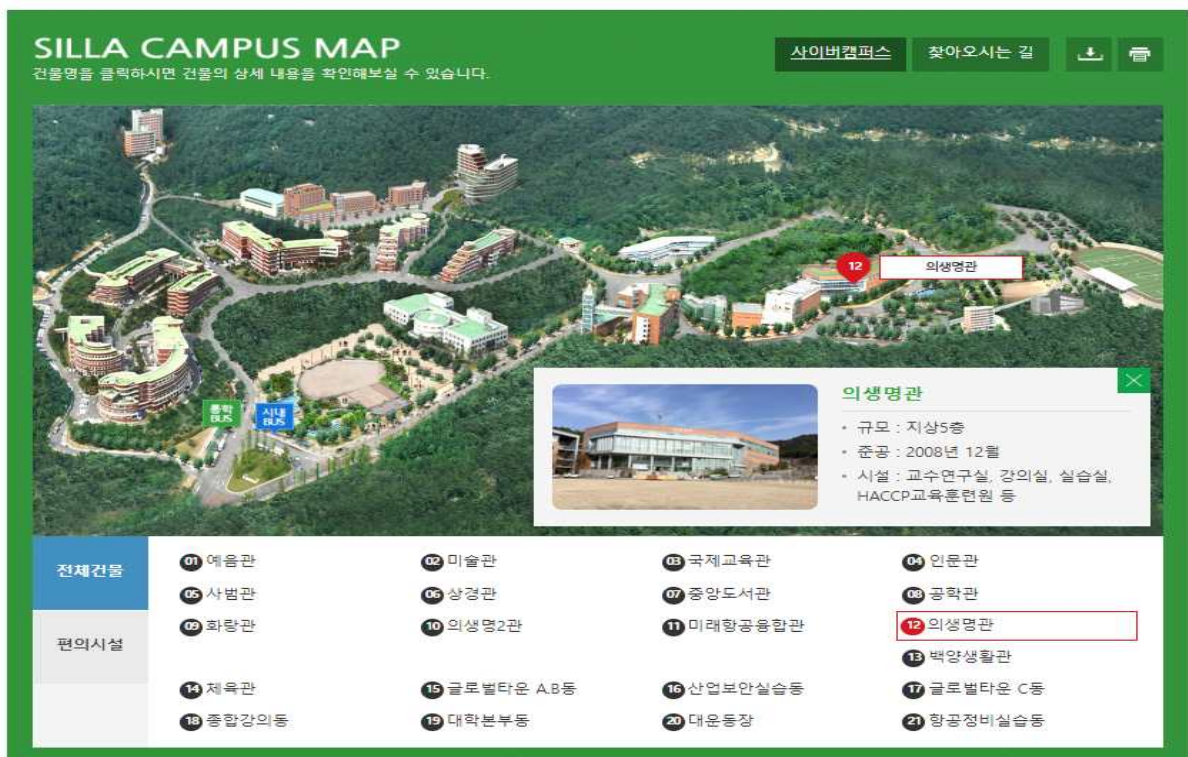 SILLA CAMPUS MAP
건물명을 클릭하시면 건물의 상세 내용을 확인해보실 수 있습니다.
사이버캠퍼스 찾아오시는 길
12 의생명관
통학 BUS
시내 BUS
의생명관
• 규모 : 지상5층
• 준공 : 2008년 12월
• 시설 : 교수연구실, 강의실, 실습실,
HACCP교육훈련원 등
전체건물
편의시설
01 예음관 02 미술관 03 국제교육관 04 인문관
05 사범관 06 상경관 07 중앙도서관 08 공학관
09 화랑관 10 의생명2관 11 미래항공융합관 12 의생명관
13 백양생활관
14 체육관 15 글로벌타운 A.B동 16 산업보안실습동 17 글로벌타운 C동
18 종합강의동 19 대학본부동 20 대운동장 21 항공정비실습동